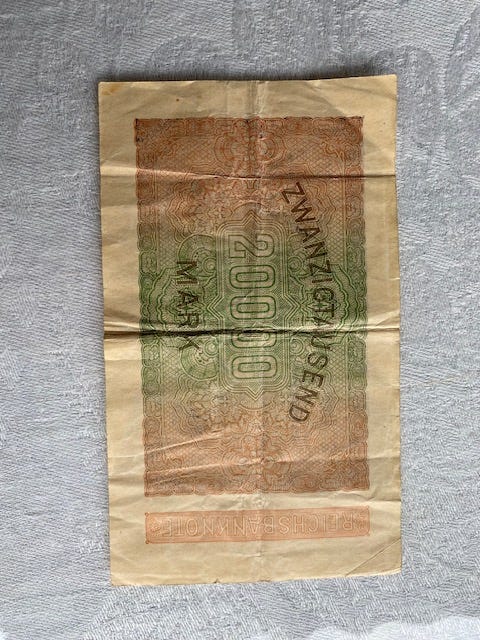 ZWANZIGTAUSEND
20000
MARK
REICHSBANKNOTE